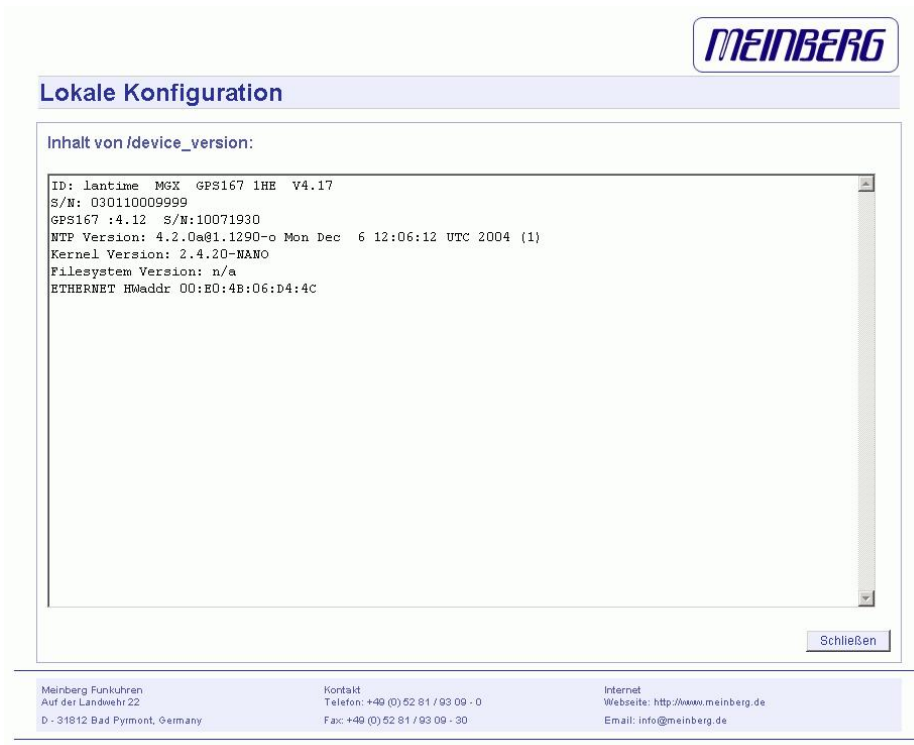 MEINBERG
Lokale Konfiguration
Inhalt von /device_version:
ID: lantime  MGX  GPS167 1HE  V4.17
S/N: 030110009999
GPS167 :4.12  S/N:10071930
NTP Version: 4.2.0a@1.1290-o Mon Dec  6 12:06:12 UTC 2004 (1)
Kernel Version: 2.4.20-NANO
Filesystem Version: n/a
ETHERNET HWaddr 00:E0:4B:06:D4:4C
Schließen
Meinberg Funkuhren
Auf der Landwehr 22
D - 31812 Bad Pyrmont, Germany
Kontakt
Telefon: +49 (0) 52 81 / 93 09 - 0
Fax: +49 (0) 52 81 / 93 09 - 30
Internet
Webseite: http://www.meinberg.de
Email: info@meinberg.de